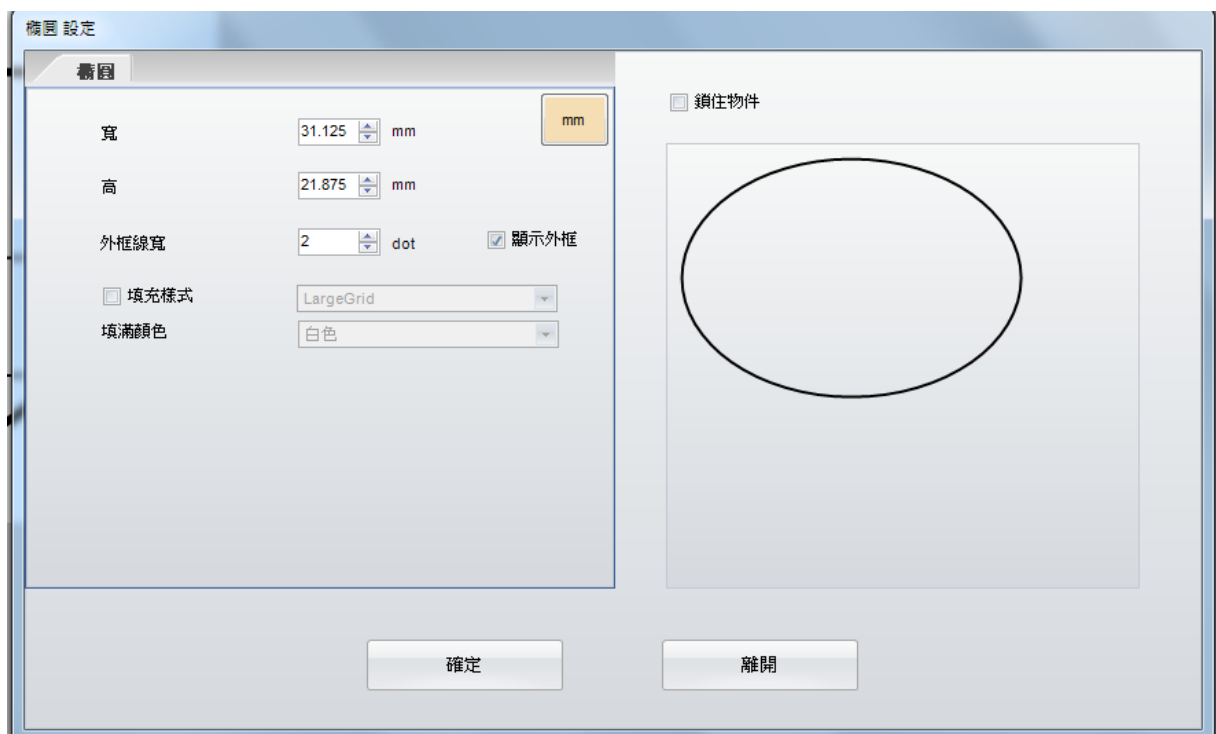 橢圓 設定
橢圓
mm
鎖住物件
寬
31.125
mm
高
21.875
mm
外框線寬
2
dot
顯示外框
填充樣式
LargeGrid
填滿顏色
白色
確定
離開